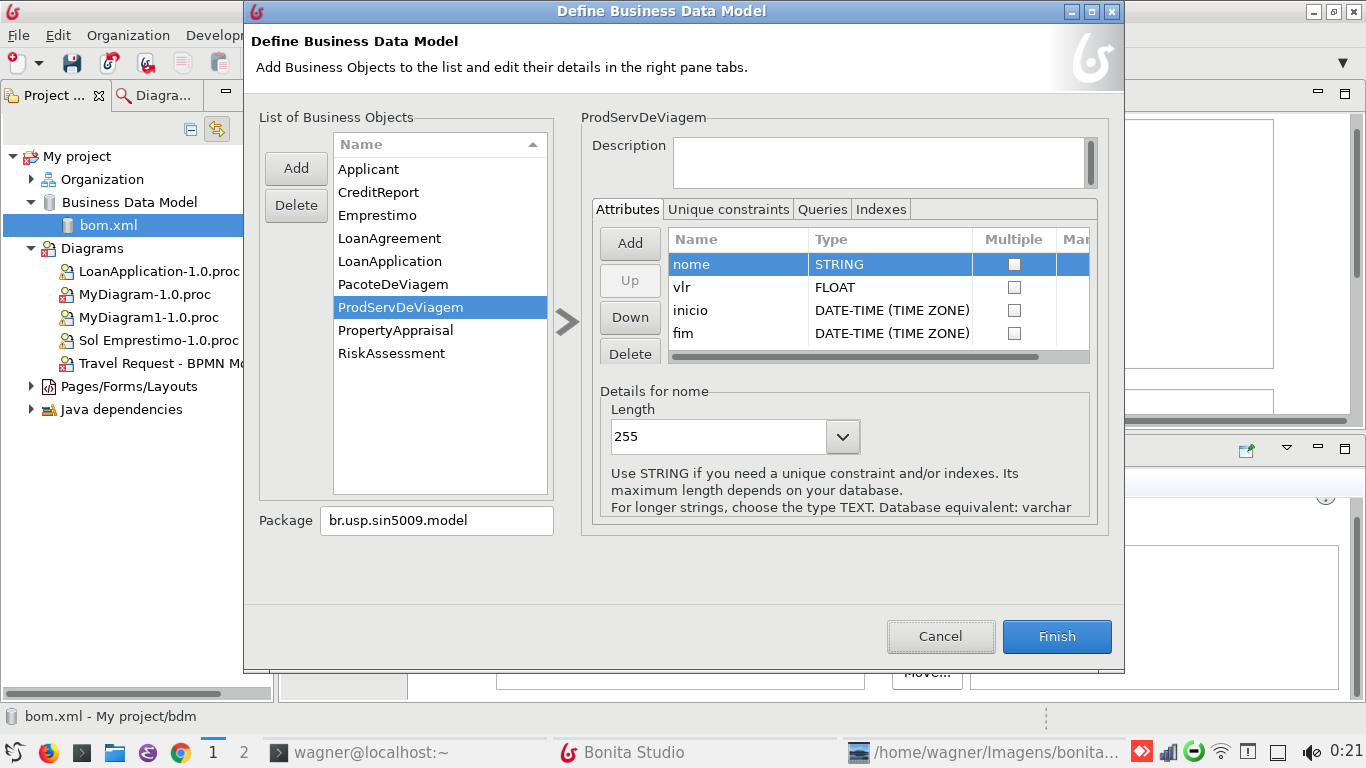 Define Business Data Model
File Edit Organization Develop
Define Business Data Model
Add Business Objects to the list and edit their details in the right pane tabs.
Project ...
Diagra...
My project
Organization
Business Data Model
bom.xml
Diagrams
LoanApplication-1.0.proc
MyDiagram-1.0.proc
MyDiagram1-1.0.proc
Sol Emprestimo-1.0.proc
Travel Request - BPMN Mo
Pages/Forms/Layouts
Java dependencies
List of Business Objects
Add
Delete
Name
Applicant
CreditReport
Emprestimo
LoanAgreement
LoanApplication
PacoteDeViagem
ProdServDeViagem
PropertyAppraisal
RiskAssessment
Package
br.usp.sin5009.model
ProdServDeViagem
Description
Attributes Unique constraints Queries Indexes
Add
Up
Down
Delete
Name Type Multiple Mar
nome STRING
vlr FLOAT
inicio DATE-TIME (TIME ZONE)
fim DATE-TIME (TIME ZONE)
Details for nome
Length
255
Use STRING if you need a unique constraint and/or indexes. Its
maximum length depends on your database.
For longer strings, choose the type TEXT. Database equivalent: varchar
Cancel
Finish
Move...
bom.xml - My project/bdm
1 2 wagner@localhost:~ Bonita Studio /home/wagner/Imagens/bonita... 0:21